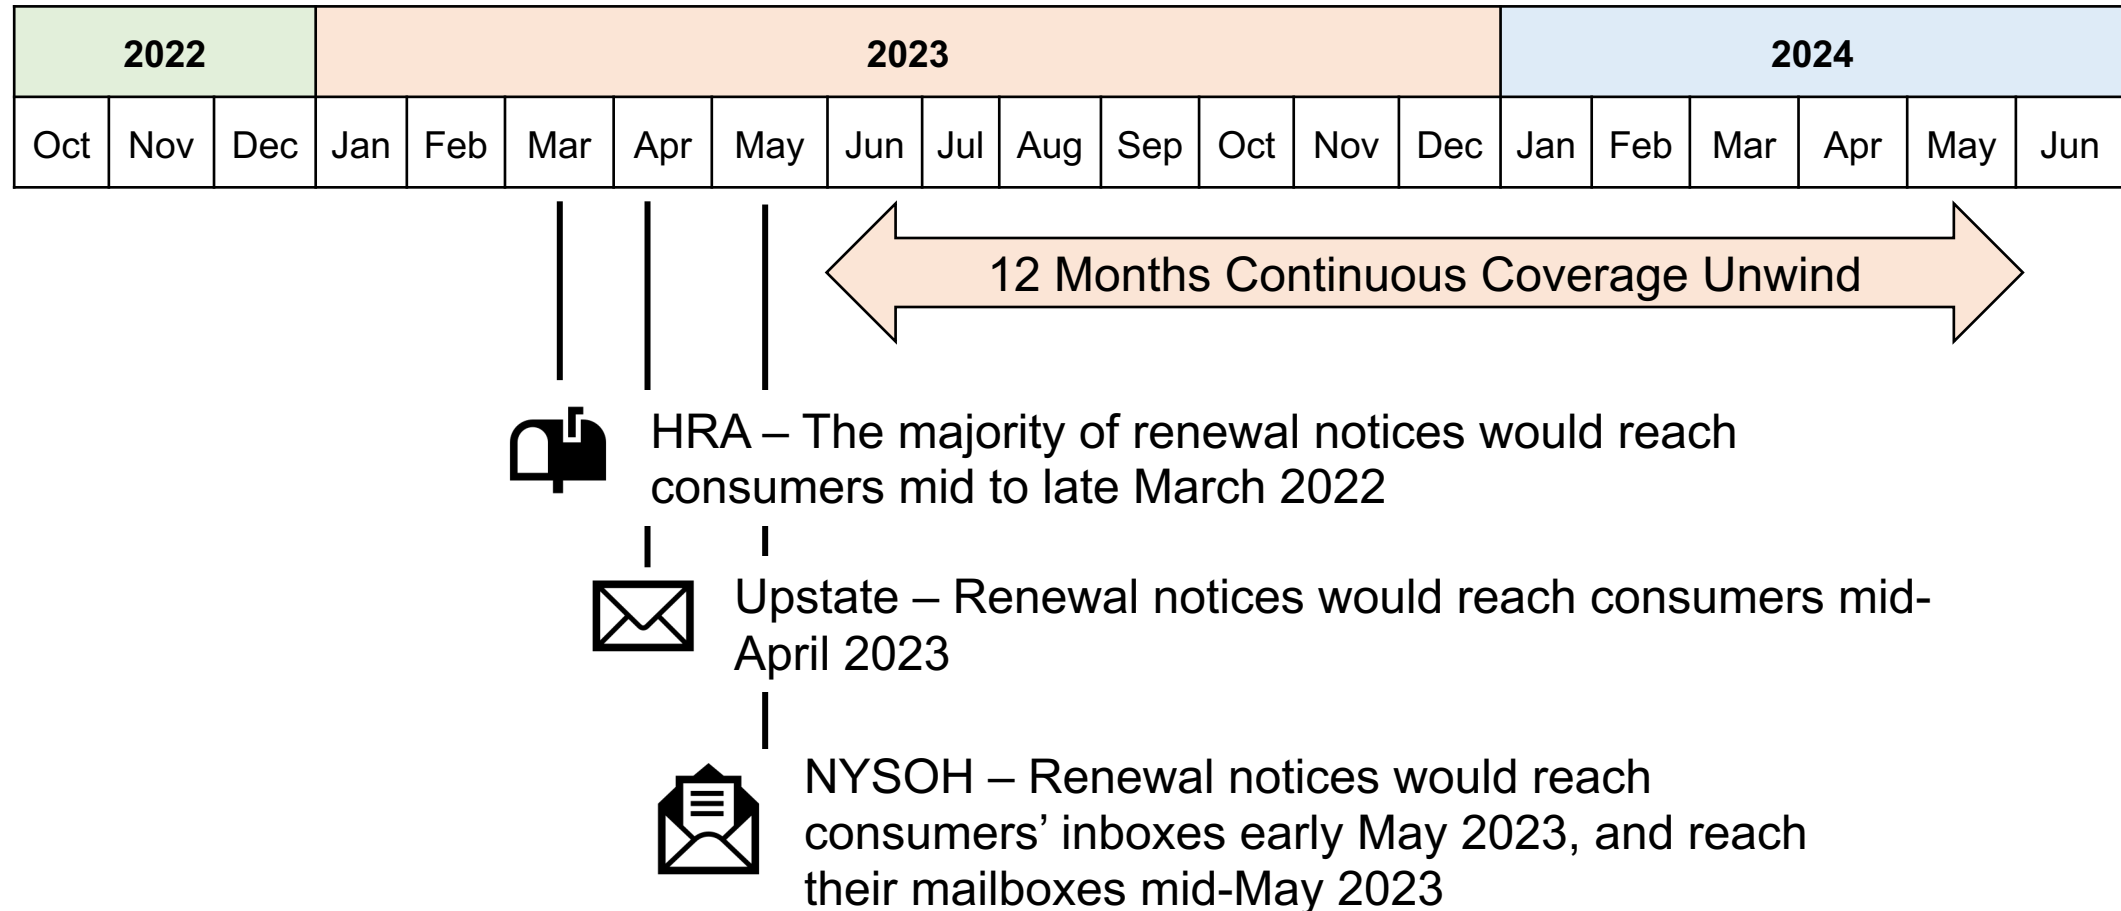 2022 2023 2024
Oct Nov Dec Jan Feb Mar Apr May Jun Jul Aug Sep Oct Nov Dec Jan Feb Mar Apr May Jun
12 Months Continuous Coverage Unwind
HRA – The majority of renewal notices would reach
consumers mid to late March 2022
Upstate – Renewal notices would reach consumers mid-
April 2023
NYSOH – Renewal notices would reach
consumers’ inboxes early May 2023, and reach
their mailboxes mid-May 2023